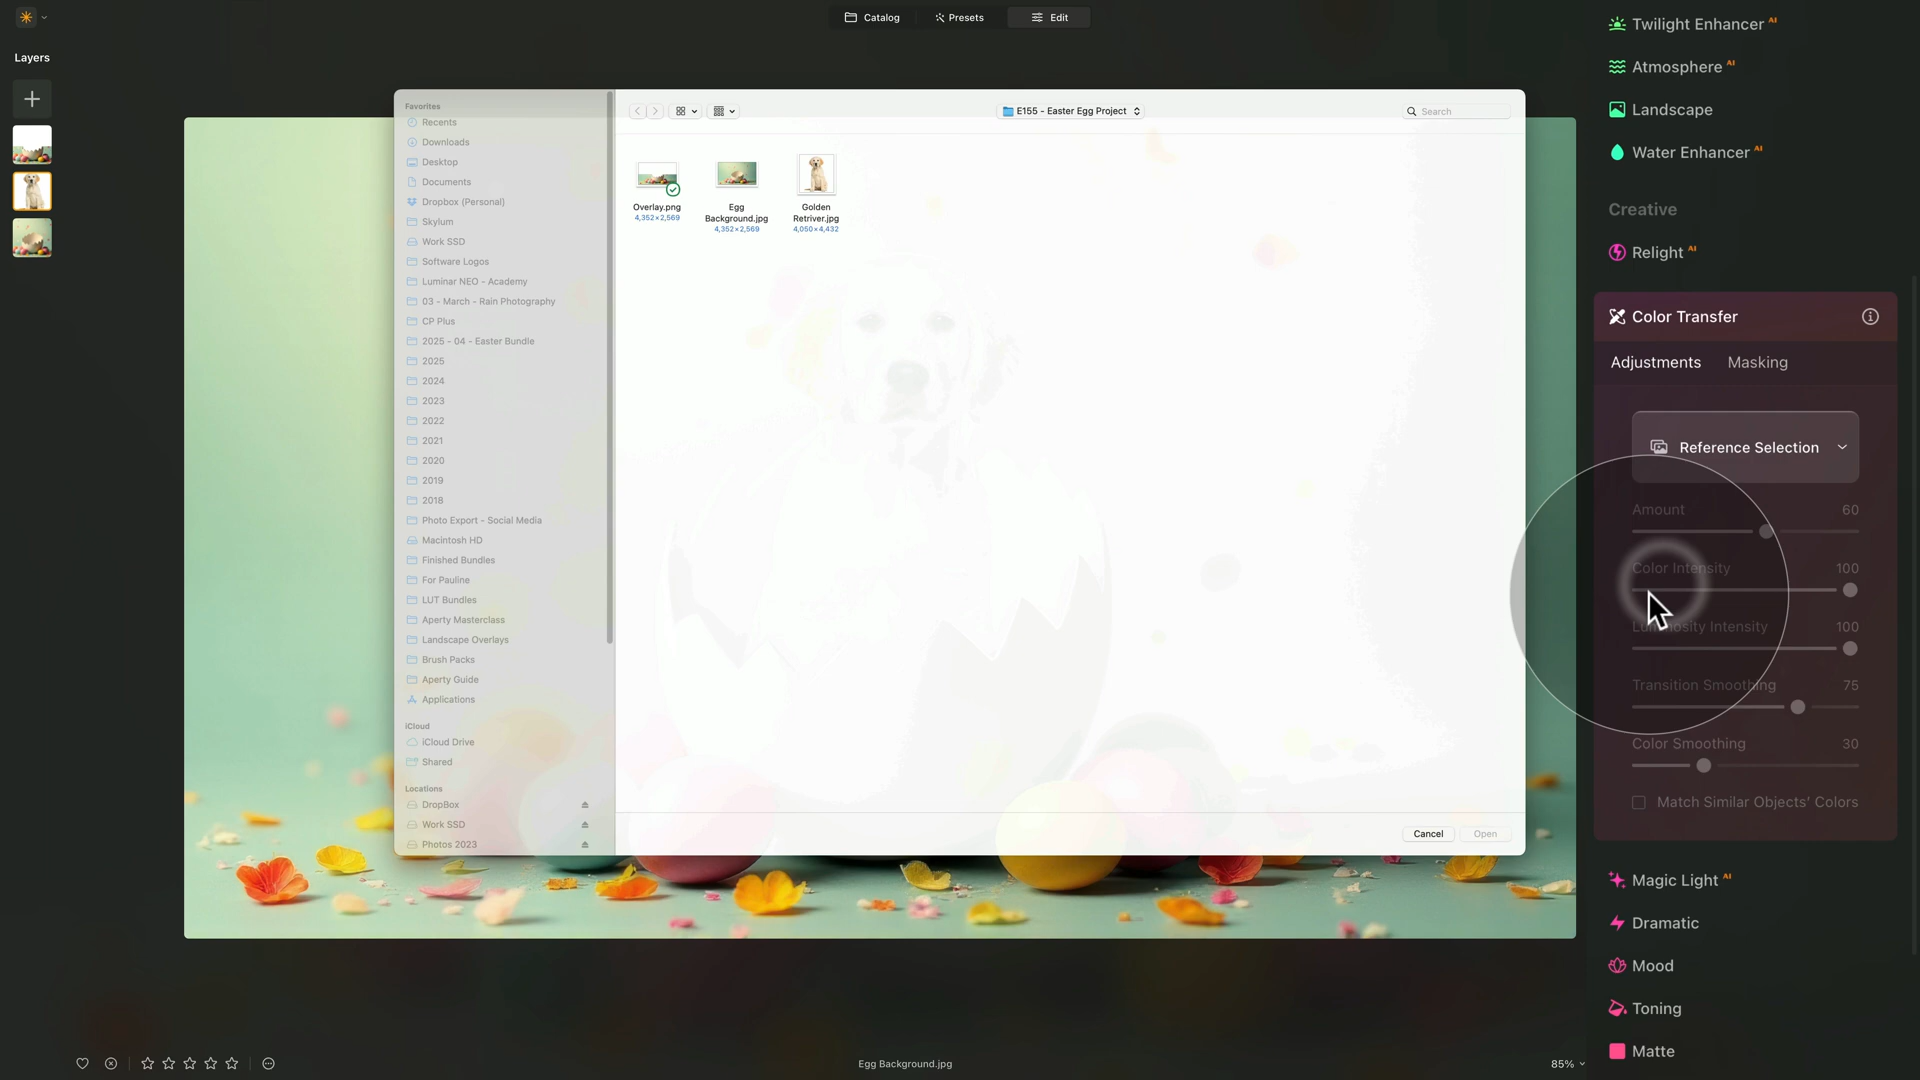 Catalog
Presets
Edit
Layers
Favorites
Recents
Downloads
Desktop
Documents
Dropbox (Personal)
Skylum
Work SSD
Software Logos
Luminar NEO - Academy
03 - March - Rain Photography
CP Plus
2025 - 04 - Easter Bundle
2025
2024
2023
2022
2021
2020
2019
2018
Photo Export - Social Media
Macintosh HD
Finished Bundles
For Pauline
LUT Bundles
Aperty Masterclass
Landscape Overlays
Brush Packs
Aperty Guide
Applications
iCloud
iCloud Drive
Shared
Locations
DropBox
Work SSD
Photos 2023
E155 - Easter Egg Project
Search
Overlay.png
4,352×2,569
Egg
Background.jpg
4,352×2,569
Golden
Retriver.jpg
4,050×4,432
Cancel
Open
Twilight Enhancer AI
Atmosphere AI
Landscape
Water Enhancer AI
Creative
Relight AI
Color Transfer
Adjustments
Masking
Reference Selection
Amount 60
Color Intensity 100
Luminosity Intensity 100
Transition Smoothing 75
Color Smoothing 30
Match Similar Objects' Colors
Magic Light AI
Dramatic
Mood
Toning
Matte
Egg Background.jpg
85%